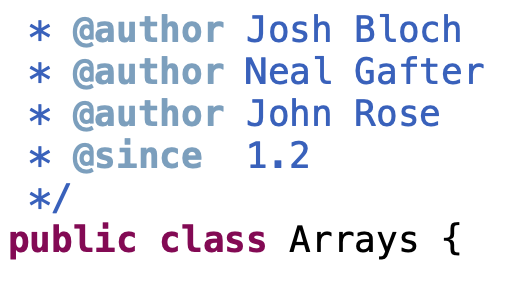 * @author Josh Bloch
* @author Neal Gafter
* @author John Rose
* @since  1.2
*/
public class Arrays {